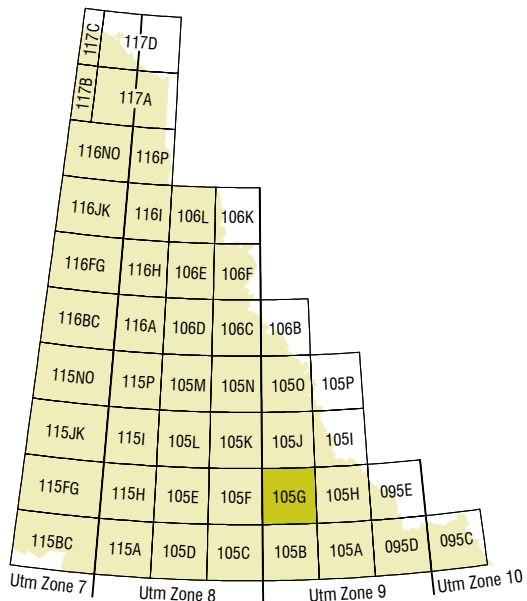 117C
117D
117B
117A
116NO 116P
116JK 116I 106L 106K
116FG 116H 106E 106F
116BC 116A 106D 106C 106B
115NO 115P 105M 105N 105O 105P
115JK 115I 105L 105K 105J 105I
115FG 115H 105E 105F 105G 105H 095E
115BC 115A 105D 105C 105B 105A 095D 095C
Utm Zone 7 Utm Zone 8 Utm Zone 9 Utm Zone 10